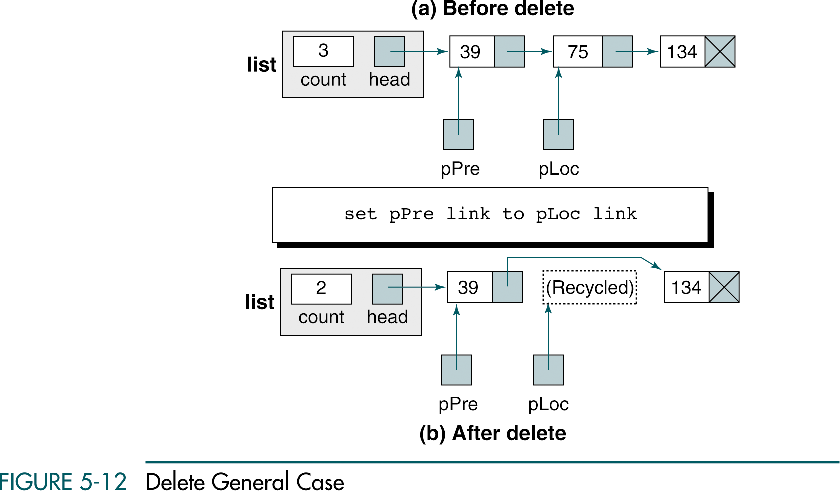 (a) Before delete
3 39 75 134
list
count head
pPre pLoc
set pPre link to pLoc link
2 39 (Recycled) 134
list
count head
pPre pLoc
(b) After delete
FIGURE 5-12 Delete General Case